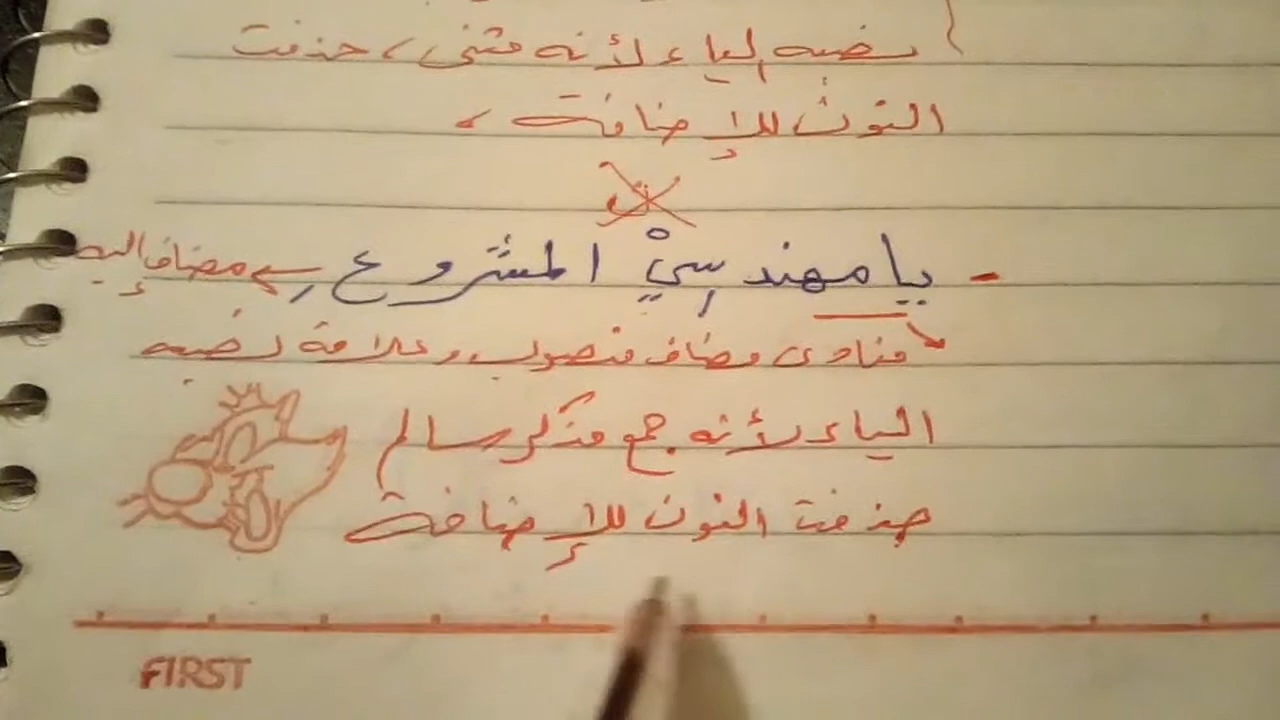 نصبه الياء لأنه مثنى، حذفت
النون للإضافة،
ن
- يا مهندسِيْ المشروعِ ← مضاف إليه
منادى مضاف منصوب وعلامة نصبه
الياء لأنه جمع مذكر سالم
حذفت النون للإضافة
FIRST